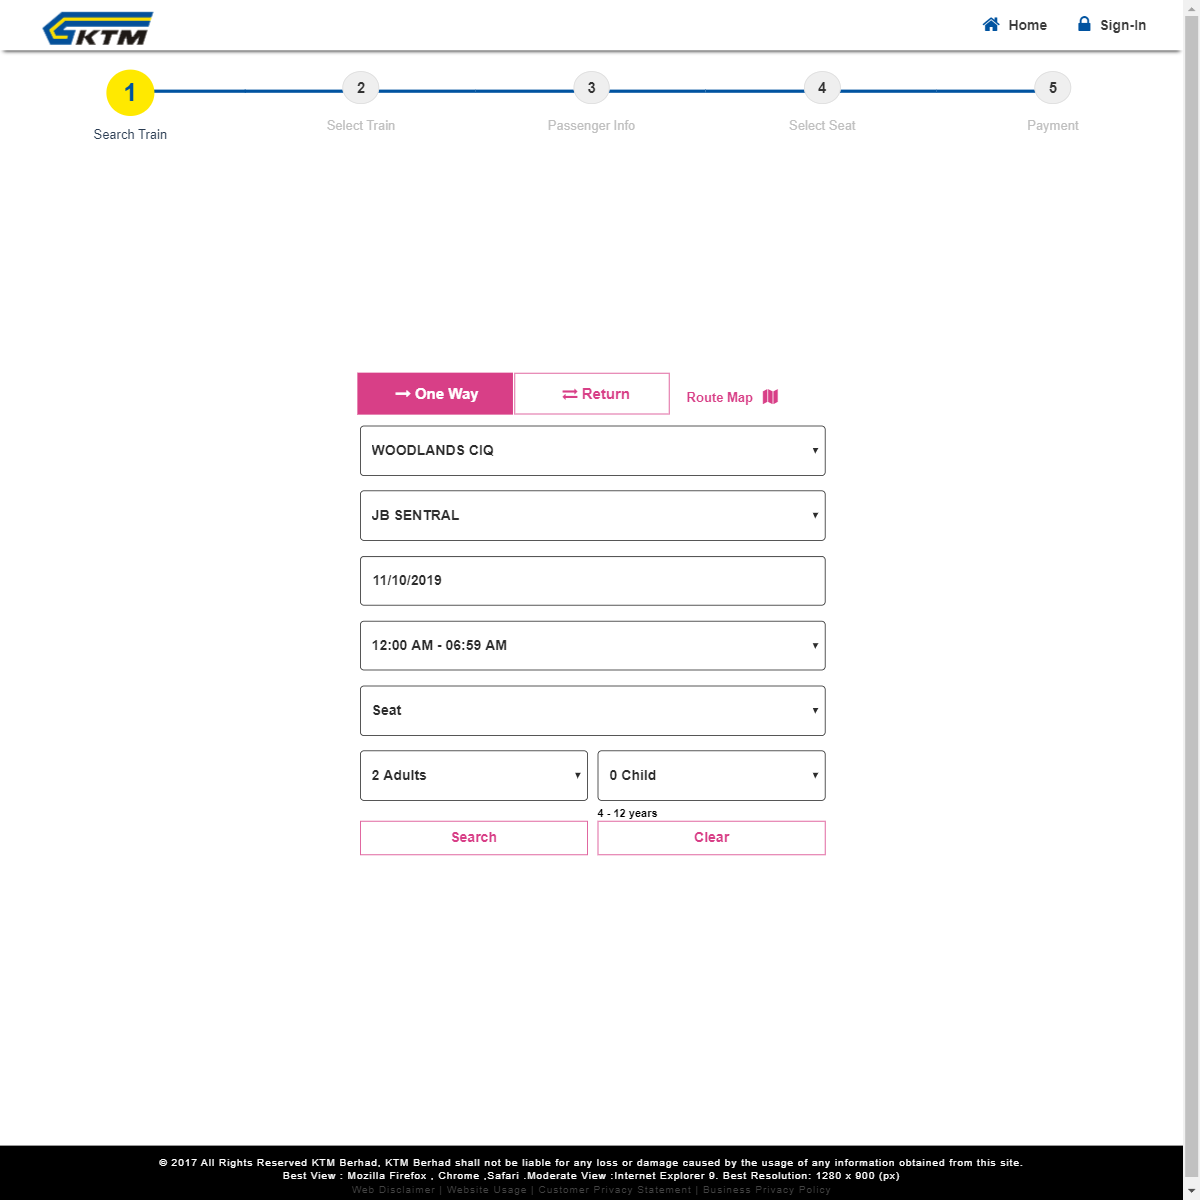 KTM
Home
Sign-In
1
2
3
4
5
Search Train
Select Train
Passenger Info
Select Seat
Payment
One Way
Return
Route Map
WOODLANDS CIQ
JB SENTRAL
11/10/2019
12:00 AM - 06:59 AM
Seat
2 Adults
0 Child
4 - 12 years
Search
Clear
© 2017 All Rights Reserved KTM Berhad, KTM Berhad shall not be liable for any loss or damage caused by the usage of any information obtained from this site.
Best View : Mozilla Firefox , Chrome ,Safari .Moderate View :Internet Explorer 9. Best Resolution: 1280 x 900 (px)
Web Disclaimer | Website Usage | Customer Privacy Statement | Business Privacy Policy